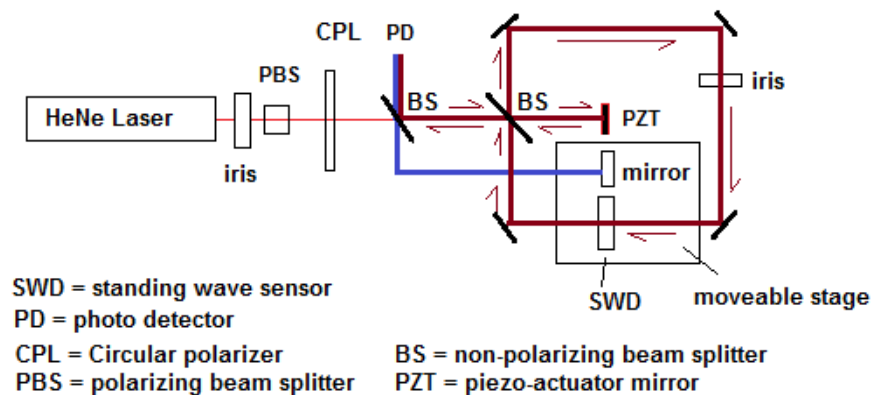 CPL PD
PBS
BS BS
iris
HeNe Laser
PZT
iris
mirror
SWD
moveable stage
SWD = standing wave sensor
PD = photo detector
CPL = Circular polarizer
BS = non-polarizing beam splitter
PBS = polarizing beam splitter
PZT = piezo-actuator mirror